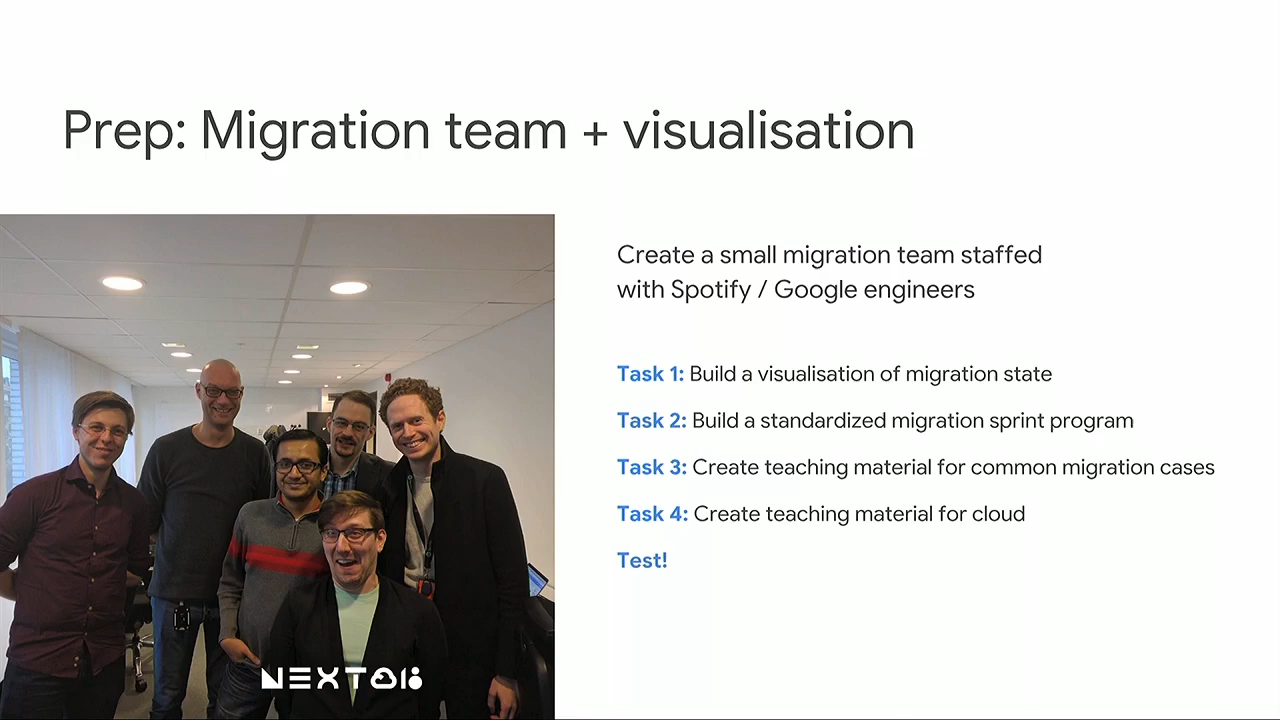 Prep: Migration team + visualisation
Create a small migration team staffed
with Spotify / Google engineers
Task 1: Build a visualisation of migration state
Task 2: Build a standardized migration sprint program
Task 3: Create teaching material for common migration cases
Task 4: Create teaching material for cloud
Test!
NEXT18